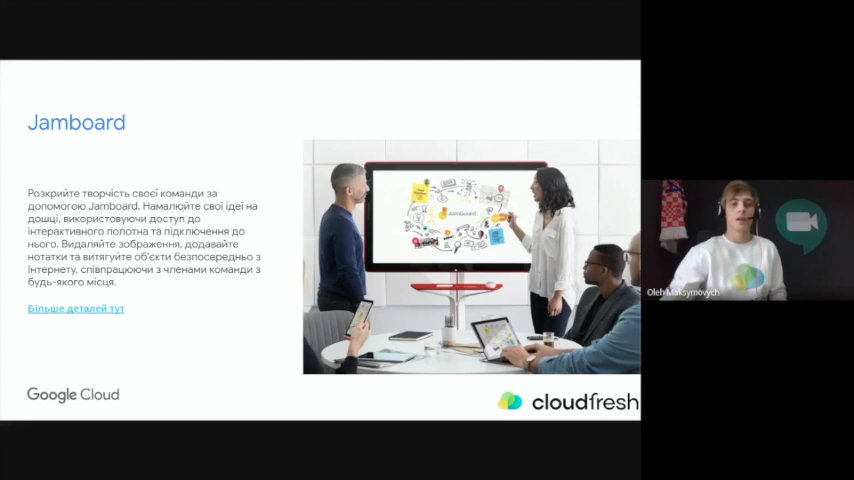 Jamboard
Розкрийте творчість своєї команди за
допомогою Jamboard. Намалюйте свої ідеї на
дошці, використовуючи доступ до
інтерактивного полотна та підключення до
нього. Видаляйте зображення, додавайте
нотатки та витягуйте об'єкти безпосередньо з
Інтернету, співпрацюючи з членами команди з
будь-якого місця.
Більше деталей тут
Jamboard
Google Cloud
cloudfresh
Oleh Maksymovych